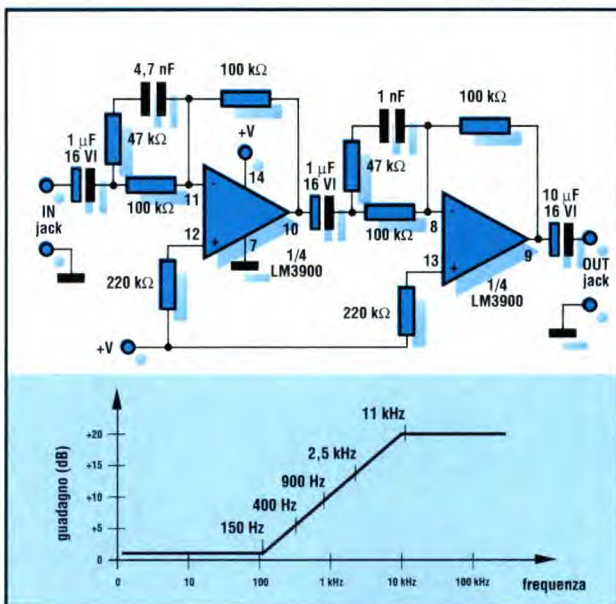 4,7 nF
100 kΩ
1 nF
100 kΩ
+V
1 µF
16 Vl
47 kΩ
14
1 µF
16 Vl
47 kΩ
10 µF
16 Vl
IN
jack
100 kΩ
11
-
10
100 kΩ
8
-
9
OUT
jack
12
+
7
13
+
220 kΩ
1/4
LM3900
220 kΩ
1/4
LM3900
+V
guadagno (dB)
+20
+15
+10
+5
0
11 kHz
2,5 kHz
900 Hz
400 Hz
150 Hz
0
10
100
1 kHz
10 kHz
100 kHz
frequenza